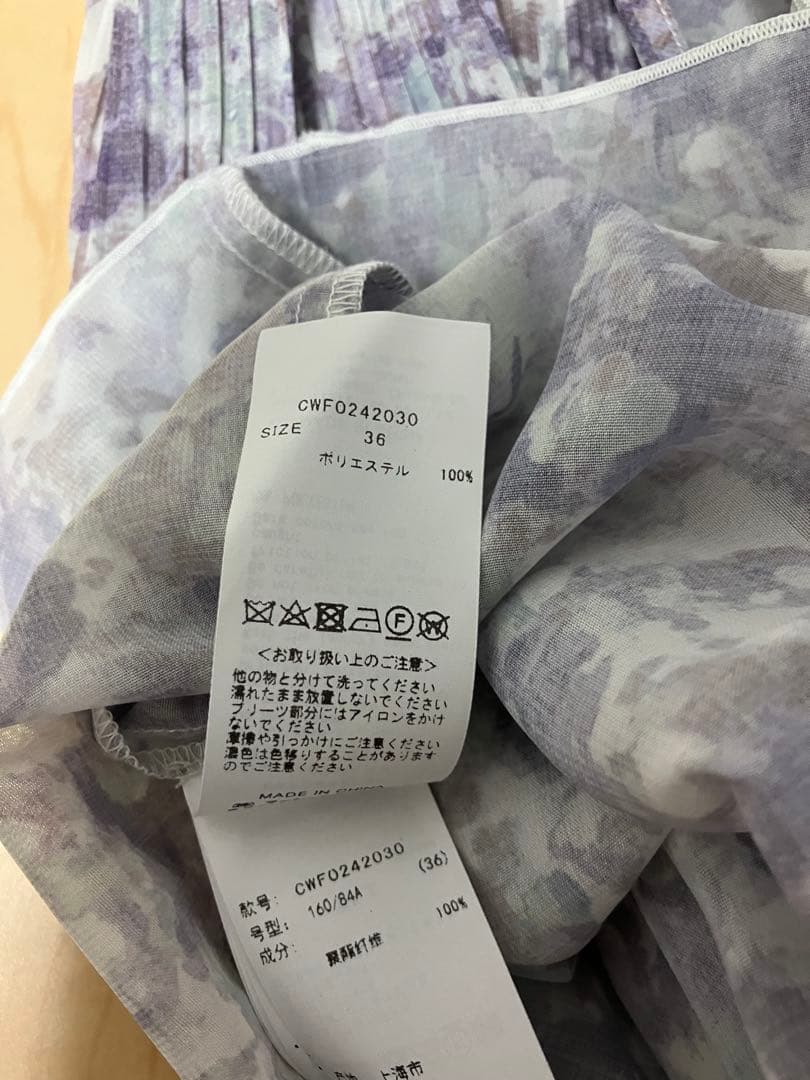 CWF0242030
SIZE 36
ポリエステル 100%
F W
<お取り扱い上のご注意>
他の物と分けて洗ってください
濡れたまま放置しないでください
プリーツ部分にはアイロンをかけ
ないでください
摩擦や引っかけにご注意ください
濃色は色移りすることがあります
のでご注意ください
MADE IN CHINA
款号: CWF0242030 (36)
号型: 160/84A
成分: 聚酯纤维 100%
上海市